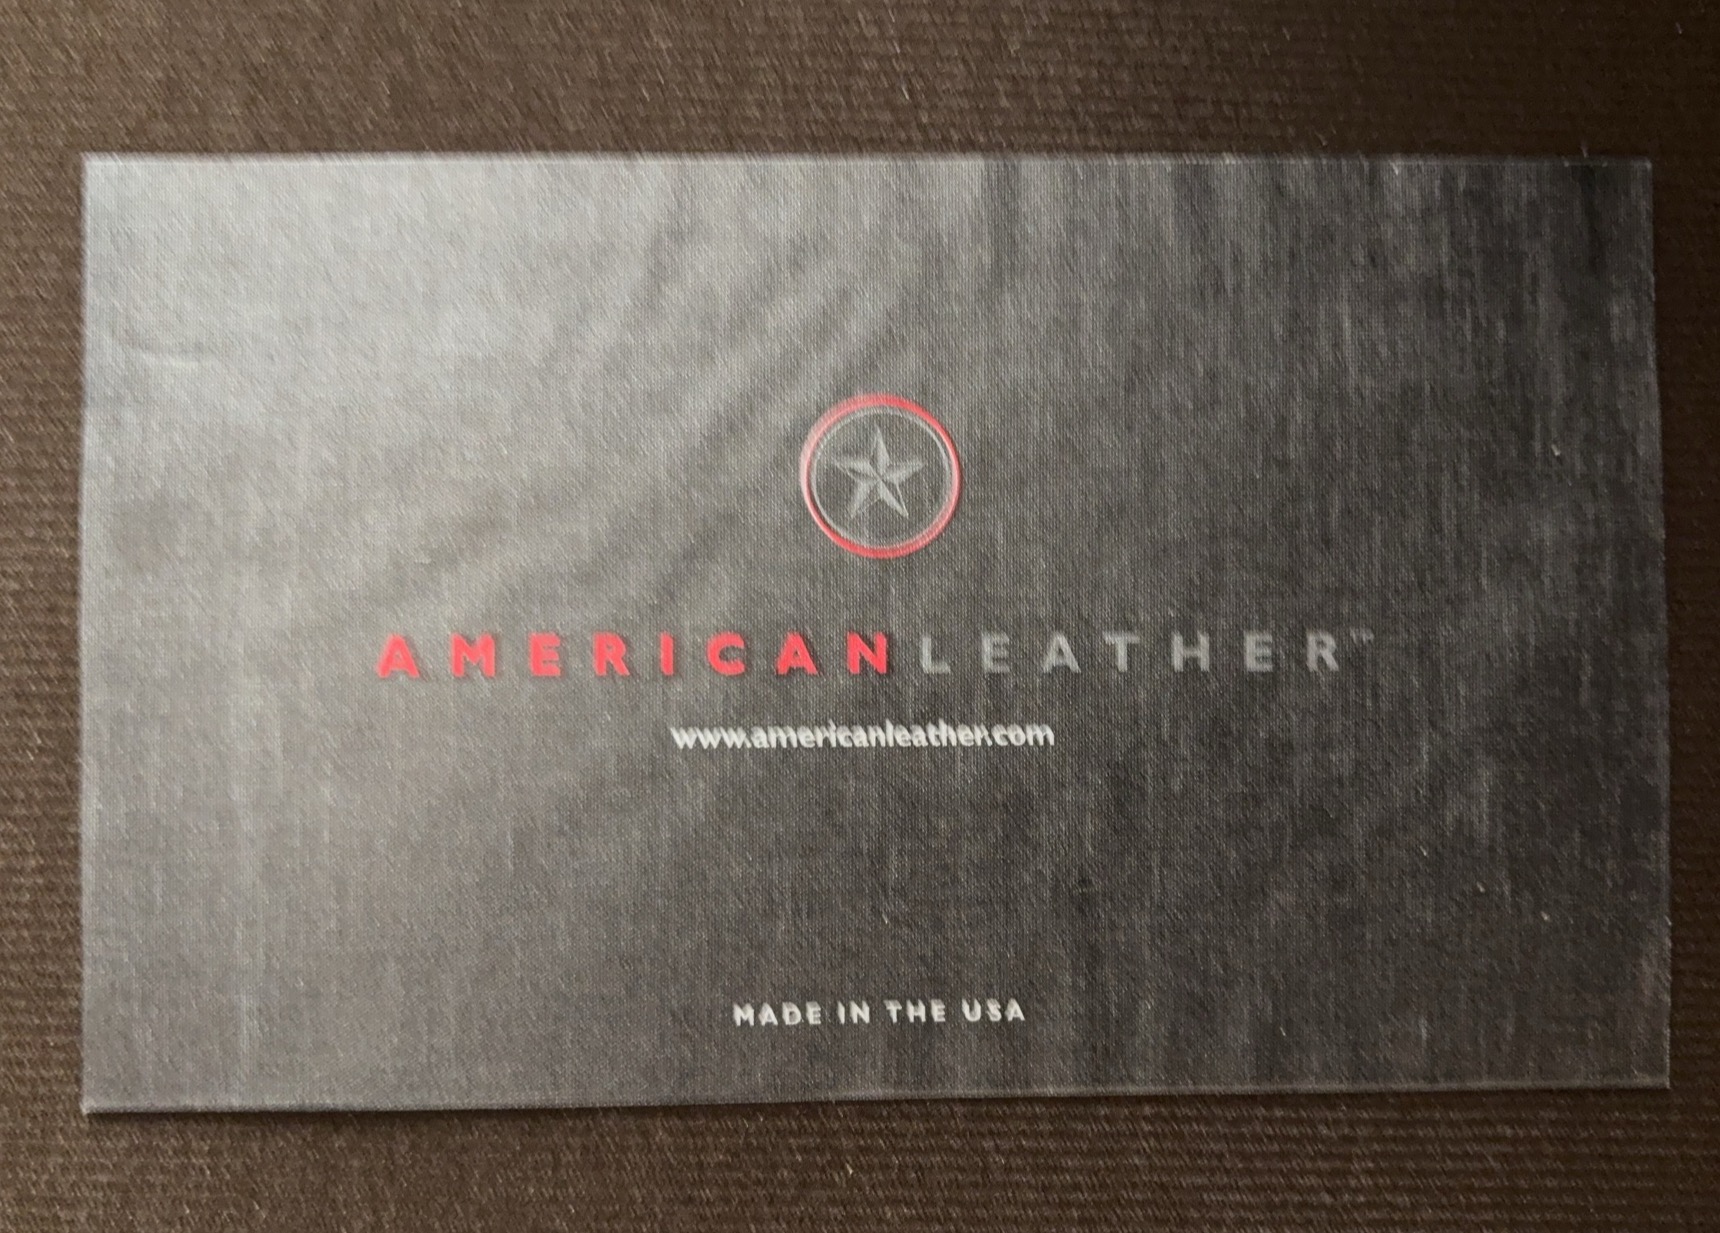 AMERICANLEATHER™
www.americanleather.com
MADE IN THE USA